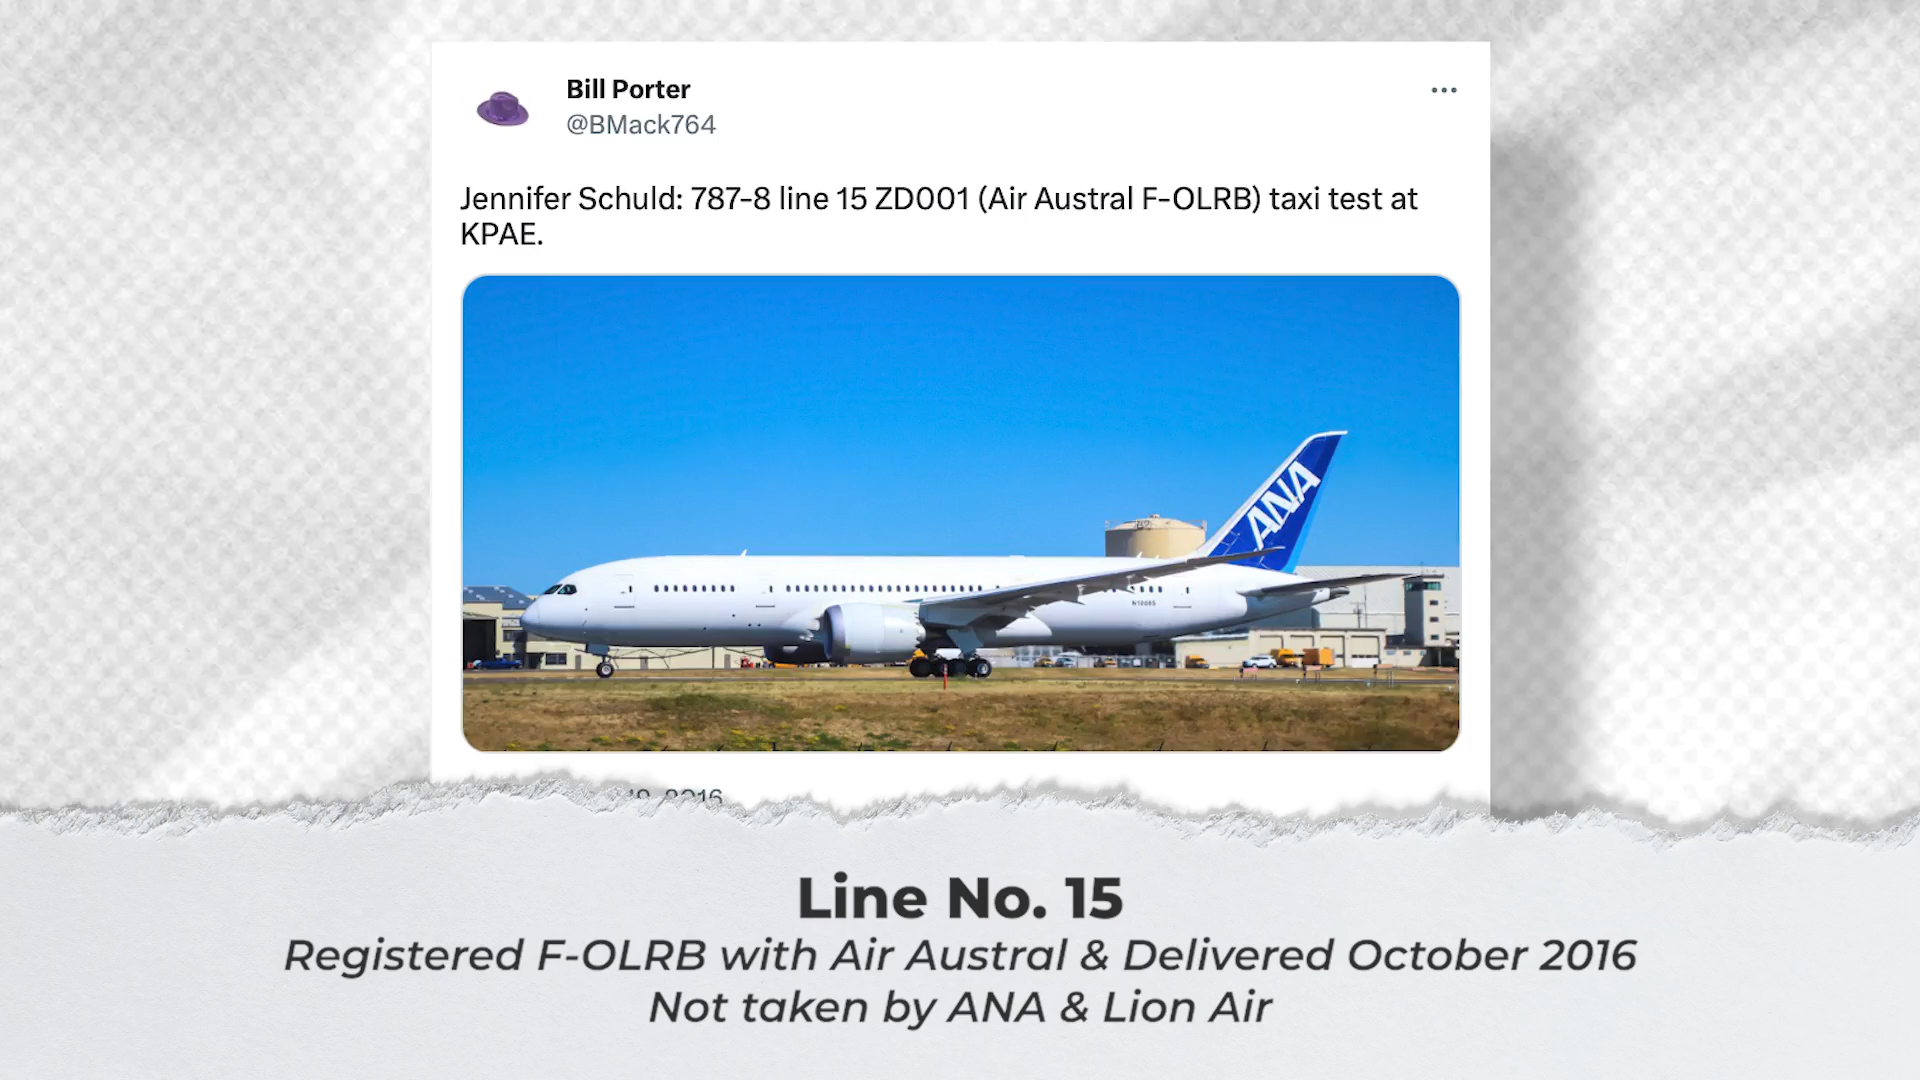 Bill Porter
@BMack764
Jennifer Schuld: 787-8 line 15 ZD001 (Air Austral F-OLRB) taxi test at
KPAE.
ANA
2016
Line No. 15
Registered F-OLRB with Air Austral & Delivered October 2016
Not taken by ANA & Lion Air